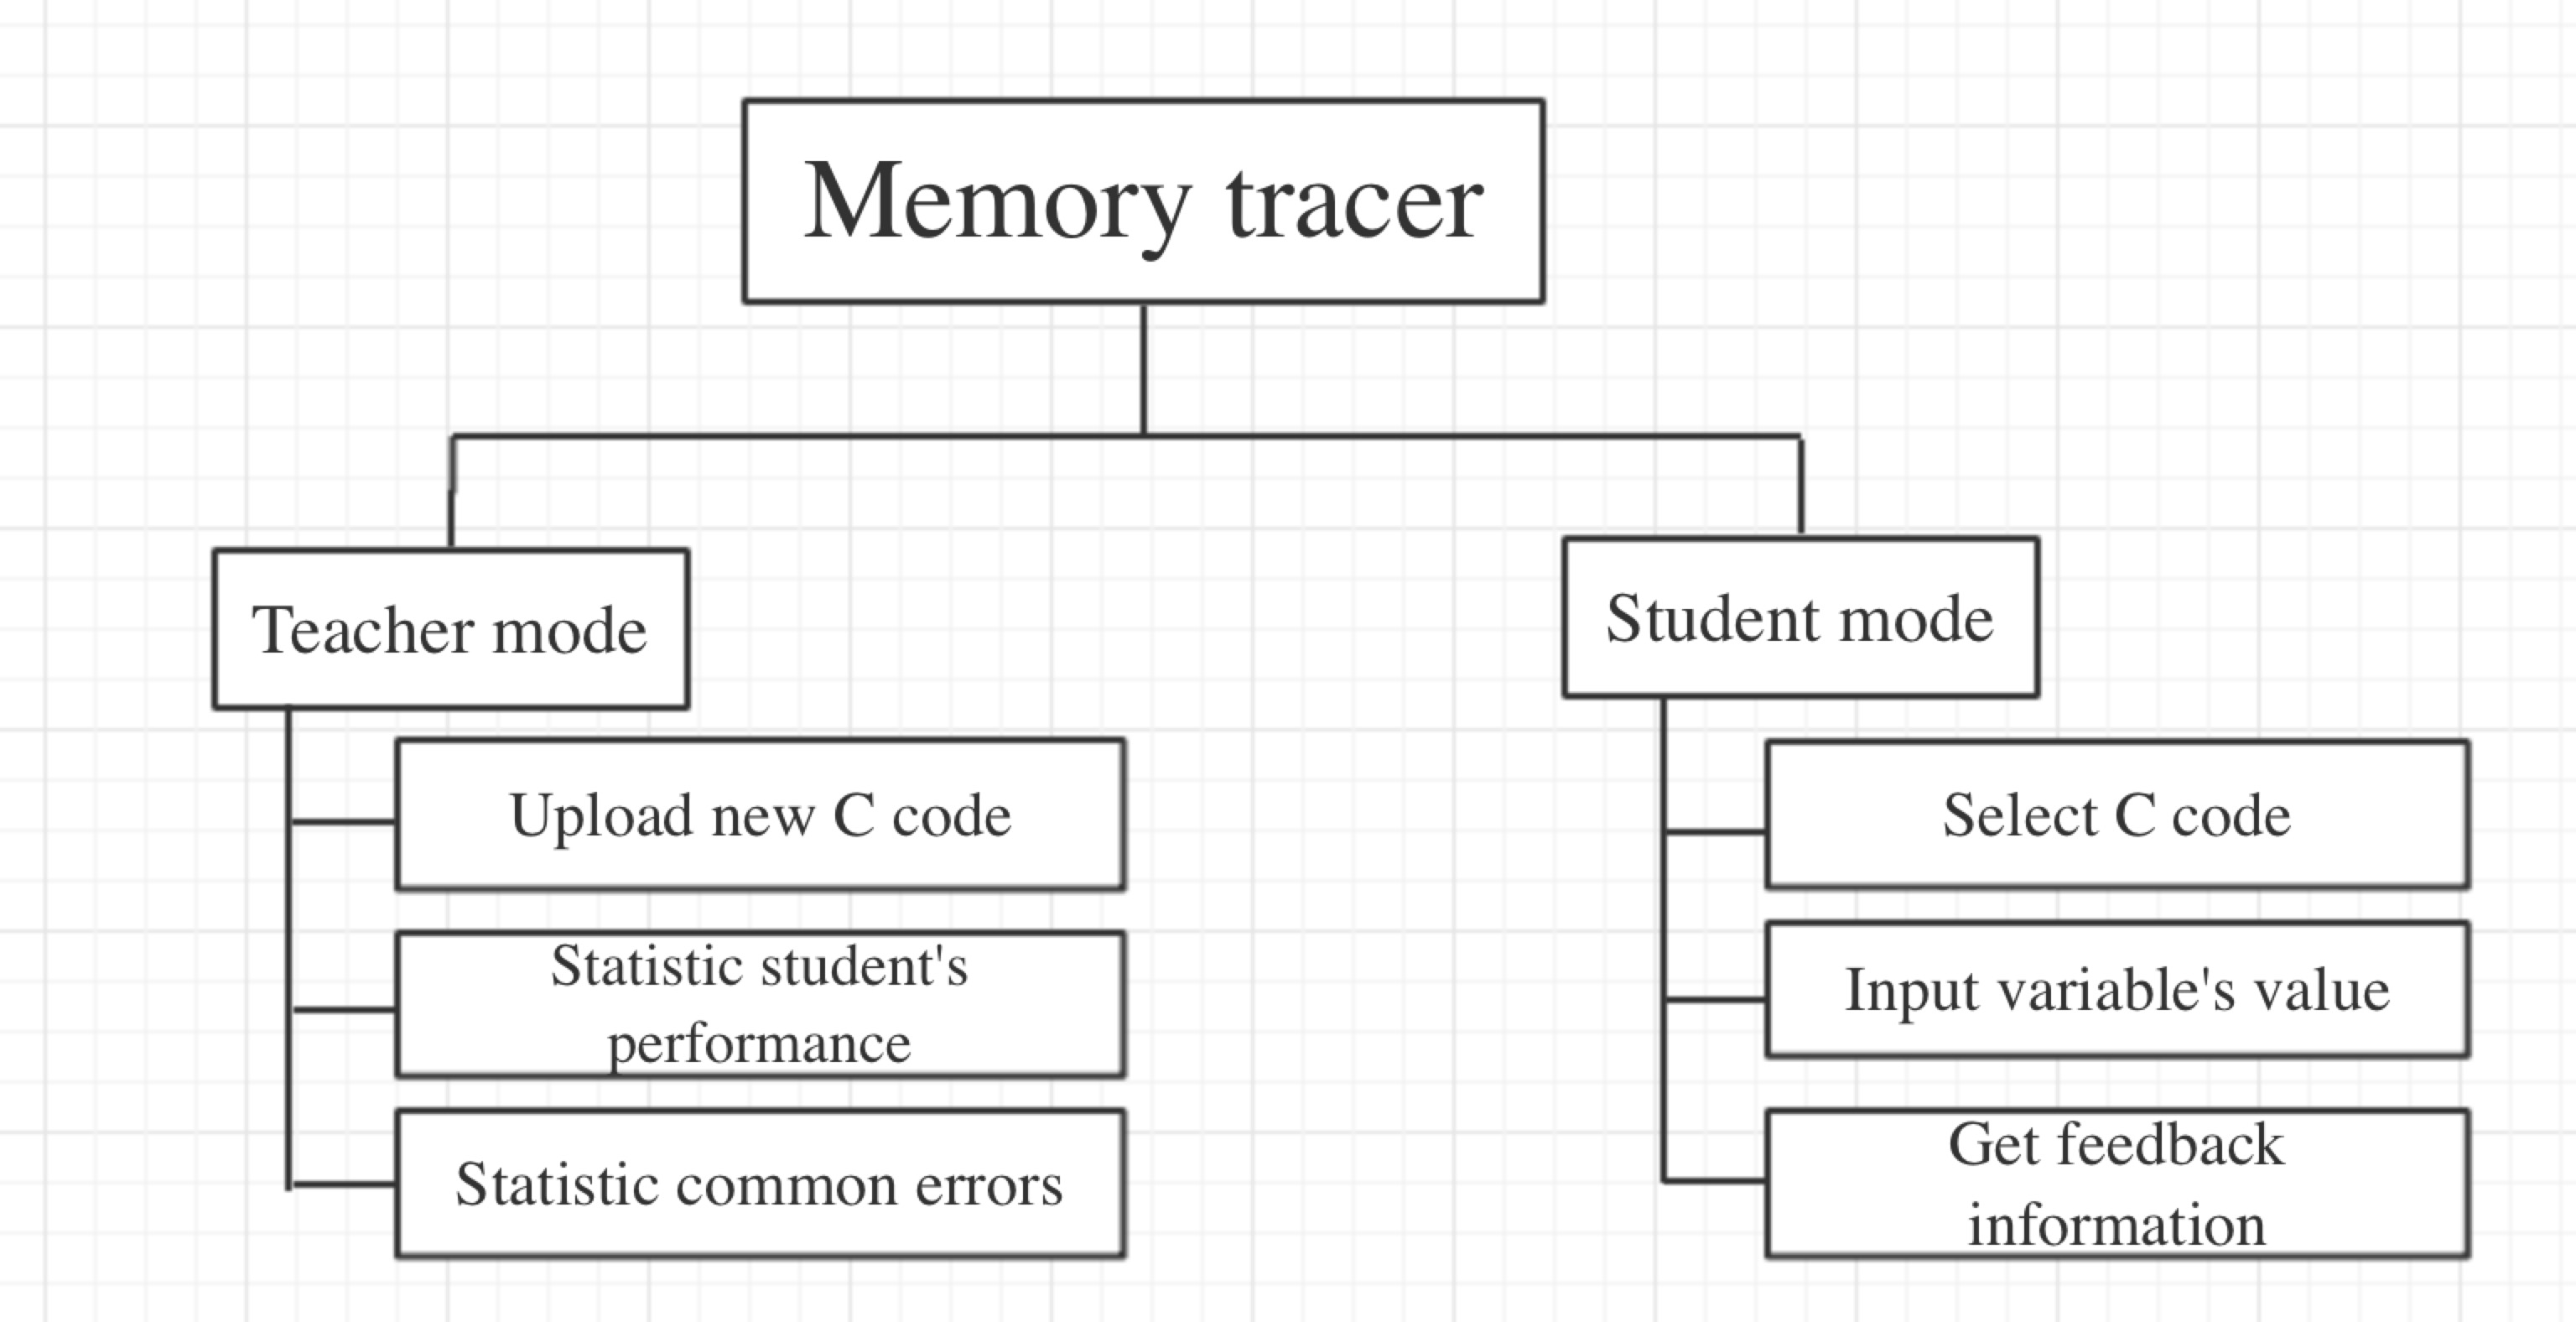 Memory tracer
Teacher mode
Upload new C code
Statistic student's
performance
Statistic common errors
Student mode
Select C code
Input variable's value
Get feedback
information